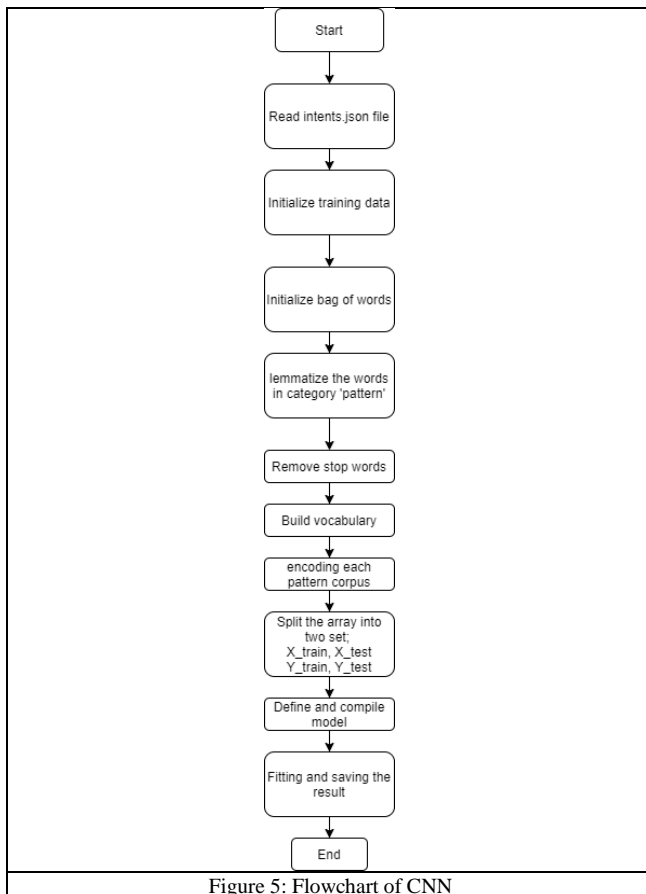 Start
Read intents.json file
Initialize training data
Initialize bag of words
lemmatize the words
in category 'pattern'
Remove stop words
Build vocabulary
encoding each
pattern corpus
Split the array into
two set;
X_train, X_test
Y_train, Y_test
Define and compile
model
Fitting and saving the
result
End
Figure 5: Flowchart of CNN